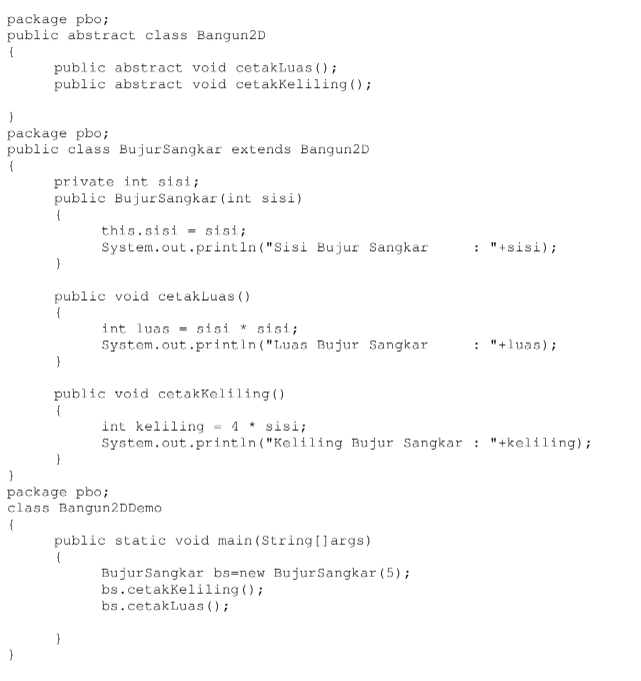 package pbo;
public abstract class Bangun2D
{
      public abstract void cetakLuas();
      public abstract void cetakKeliling();

}
package pbo;
public class BujurSangkar extends Bangun2D
{
      private int sisi;
      public BujurSangkar(int sisi)
      {
            this.sisi = sisi;
            System.out.println("Sisi Bujur Sangkar     : "+sisi);
      }

      public void cetakLuas()
      {
            int luas = sisi * sisi;
            System.out.println("Luas Bujur Sangkar     : "+luas);
      }

      public void cetakKeliling()
      {
            int keliling = 4 * sisi;
            System.out.println("Keliling Bujur Sangkar : "+keliling);
      }
}
package pbo;
class Bangun2DDemo
{
      public static void main(String[]args)
      {
            BujurSangkar bs=new BujurSangkar(5);
            bs.cetakKeliling();
            bs.cetakLuas();

      }
}